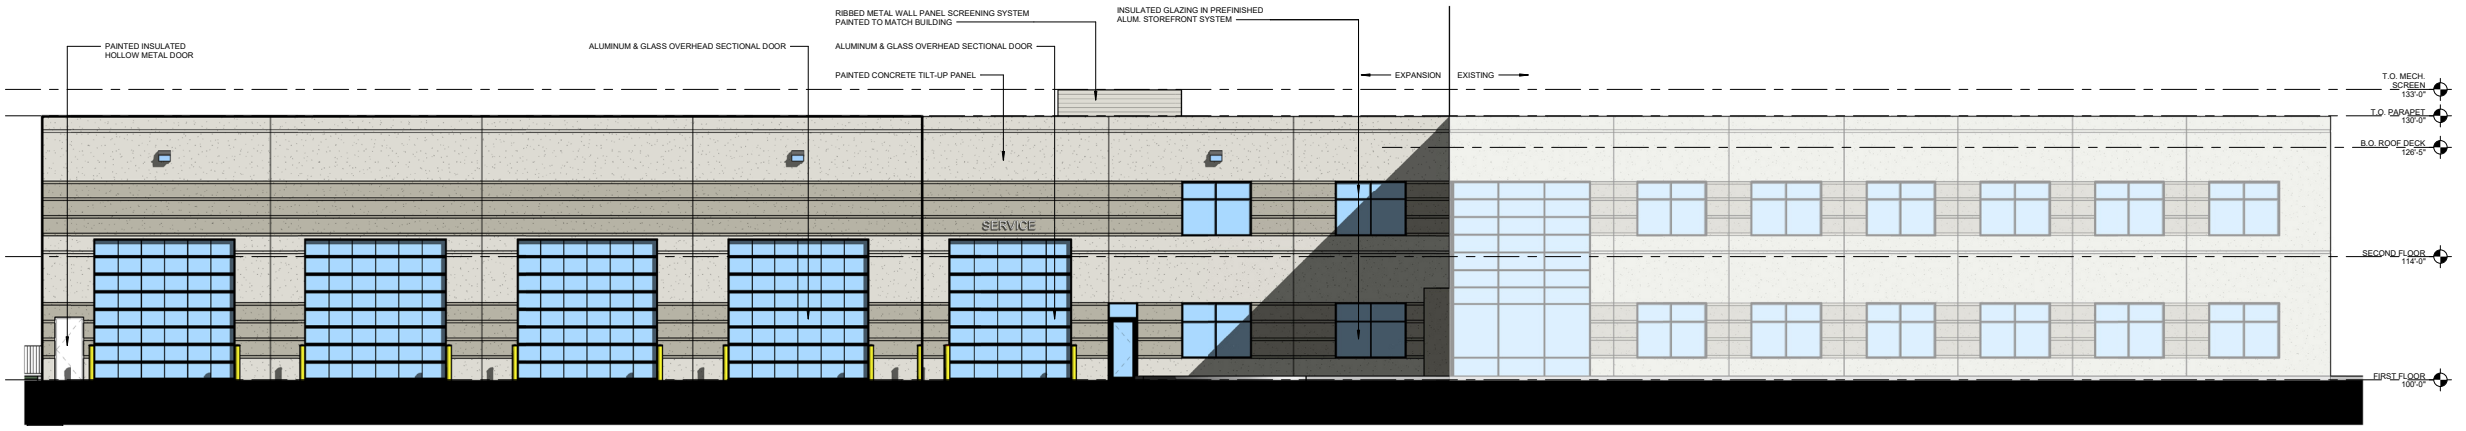 RIBBED METAL WALL PANEL SCREENING SYSTEM
PAINTED TO MATCH BUILDING
INSULATED GLAZING IN PREFINISHED
ALUM. STOREFRONT SYSTEM
PAINTED INSULATED
HOLLOW METAL DOOR
ALUMINUM & GLASS OVERHEAD SECTIONAL DOOR
ALUMINUM & GLASS OVERHEAD SECTIONAL DOOR
PAINTED CONCRETE TILT-UP PANEL
EXPANSION
EXISTING
T.O. MECH.
SCREEN
133'-0"
T.O. PARAPET
130'-0"
B.O. ROOF DECK
126'-5"
SERVICE
SECOND FLOOR
114'-0"
FIRST FLOOR
100'-0"